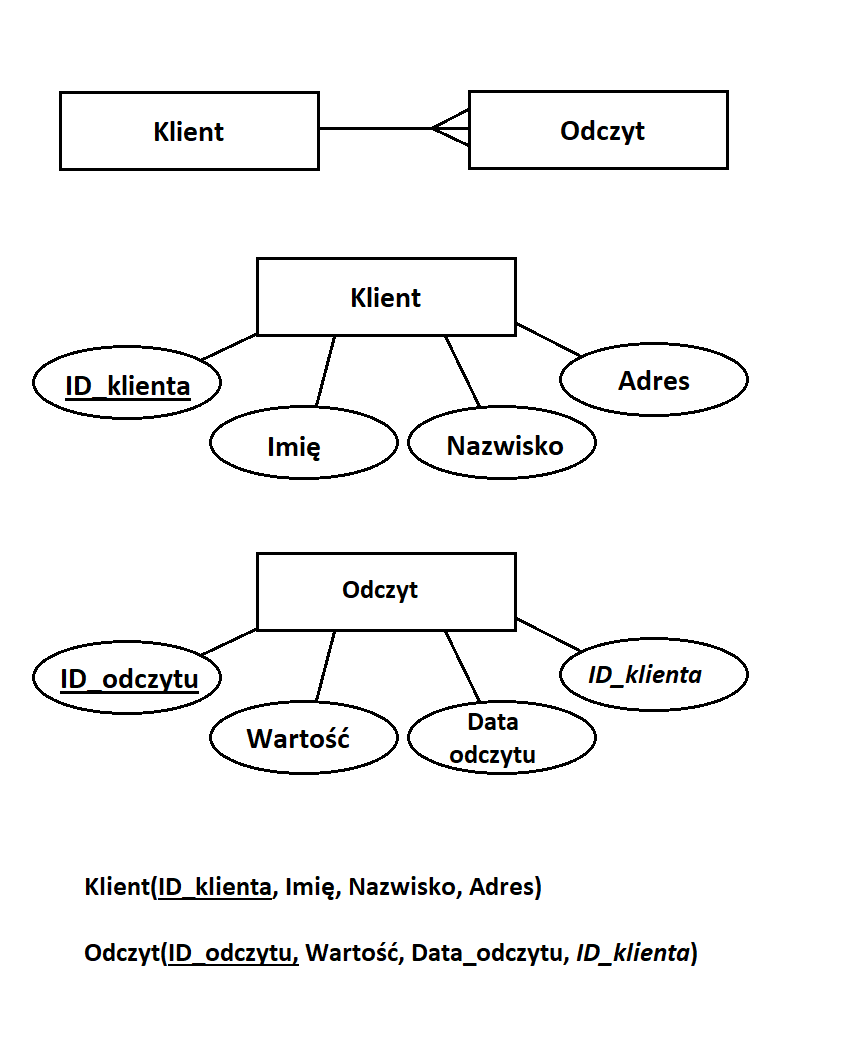 Klient
Odczyt
Klient
ID_klienta
Imię
Nazwisko
Adres
Odczyt
ID_odczytu
Wartość
Data
odczytu
ID_klienta
Klient(ID_klienta, Imię, Nazwisko, Adres)
Odczyt(ID_odczytu, Wartość, Data_odczytu, ID_klienta)